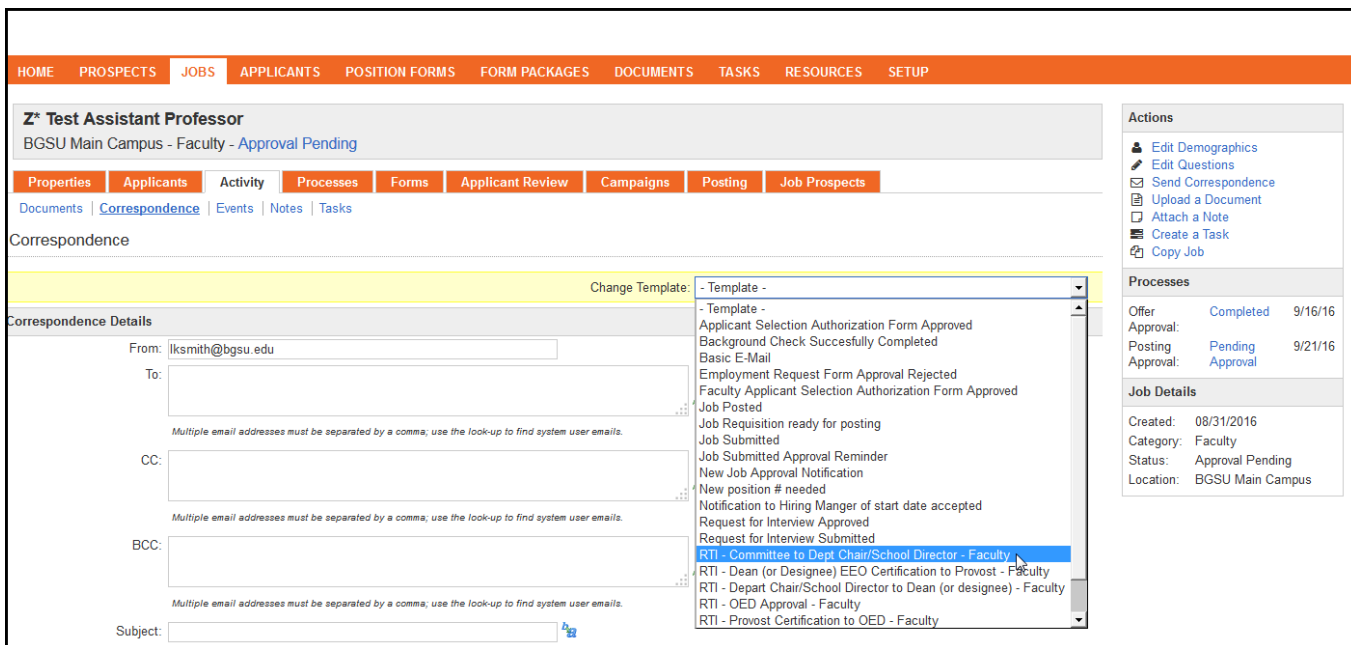 HOME PROSPECTS JOBS APPLICANTS POSITION FORMS FORM PACKAGES DOCUMENTS TASKS RESOURCES SETUP
Z* Test Assistant Professor
BGSU Main Campus - Faculty - Approval Pending
Properties Applicants Activity Processes Forms Applicant Review Campaigns Posting Job Prospects
Documents | Correspondence | Events | Notes | Tasks
Correspondence
Change Template: - Template -
- Template -
Applicant Selection Authorization Form Approved
Background Check Succesfully Completed
Basic E-Mail
Employment Request Form Approval Rejected
Faculty Applicant Selection Authorization Form Approved
Job Posted
Job Requisition ready for posting
Job Submitted
Job Submitted Approval Reminder
New Job Approval Notification
New position # needed
Notification to Hiring Manger of start date accepted
Request for Interview Approved
Request for Interview Submitted
RTI - Committee to Dept Chair/School Director - Faculty
RTI - Dean (or Designee) EEO Certification to Provost - Faculty
RTI - Depart Chair/School Director to Dean (or designee) - Faculty
RTI - OED Approval - Faculty
RTI - Provost Certification to OED - Faculty
Correspondence Details
From: lksmith@bgsu.edu
To:
Multiple email addresses must be separated by a comma; use the look-up to find system user emails.
CC:
Multiple email addresses must be separated by a comma; use the look-up to find system user emails.
BCC:
Multiple email addresses must be separated by a comma; use the look-up to find system user emails.
Subject:
Actions
Edit Demographics
Edit Questions
Send Correspondence
Upload a Document
Attach a Note
Create a Task
Copy Job
Processes
Offer Completed 9/16/16
Approval:
Posting Pending 9/21/16
Approval: Approval
Job Details
Created: 08/31/2016
Category: Faculty
Status: Approval Pending
Location: BGSU Main Campus